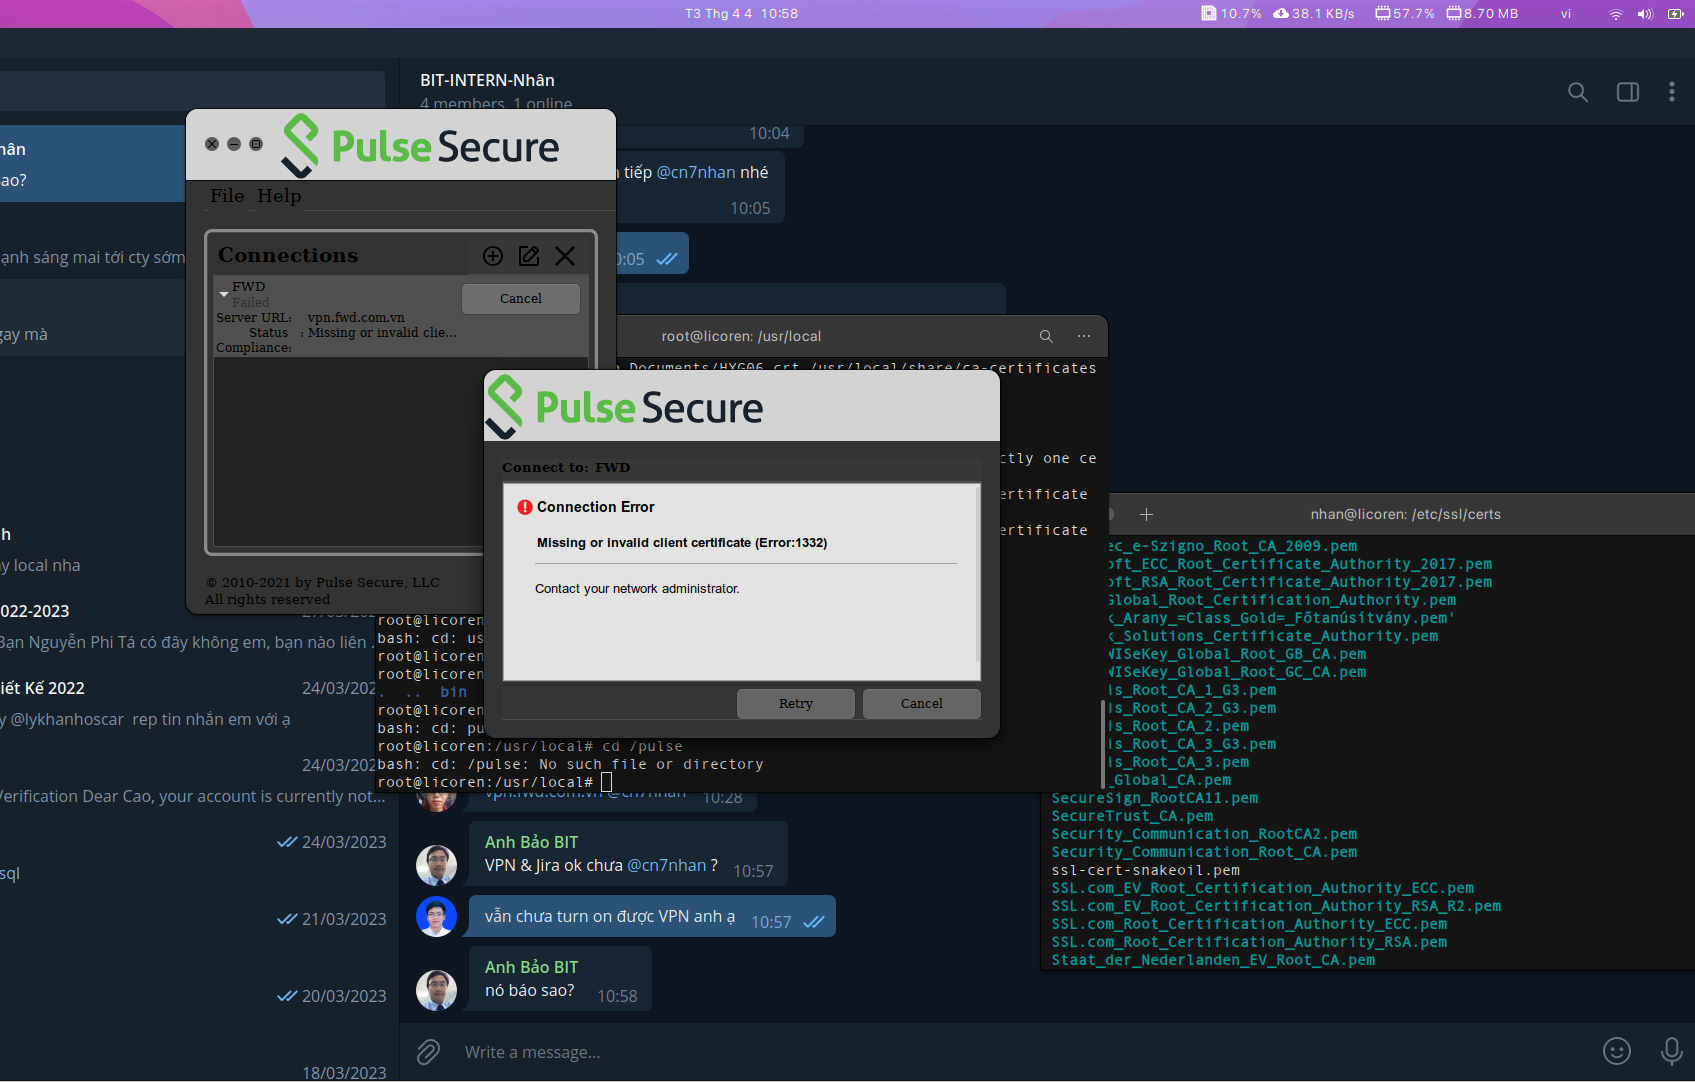 T3 Thg 4 4 10:58
10.7%
38.1 KB/s
57.7%
8.70 MB
vi
BIT-INTERN-Nhân
4 members, 1 online
hân
ao?
ạnh sáng mai tới cty sớm
gay mà
h
y local nha
022-2023
Bạn Nguyễn Phi Tá có đây không em, bạn nào liên .
iết Kế 2022
24/03/202
y @lykhanhoscar rep tin nhắn em với ạ
24/03/202
Verification Dear Cao, your account is currently not...
24/03/2023
sql
21/03/2023
20/03/2023
18/03/2023
10:04
tiếp @cn7nhan nhé
10:05
0:05
Pulse Secure
File Help
Connections
FWD
Failed
Cancel
Server URL: vpn.fwd.com.vn
Status : Missing or invalid clie...
Compliance:
© 2010-2021 by Pulse Secure, LLC
All rights reserved
root@licoren: /usr/local
Documents/HXG06.crt /usr/local/share/ca-certificates
ctly one ce
ertificate
ertificate
Pulse Secure
Connect to: FWD
Connection Error
Missing or invalid client certificate (Error:1332)
Contact your network administrator.
Retry
Cancel
root@licoren
bash: cd: us
root@licoren
root@licoren
. .. bin
root@licoren
bash: cd: pu
root@licoren:/usr/local# cd /pulse
bash: cd: /pulse: No such file or directory
root@licoren:/usr/local#
nhan@licoren: /etc/ssl/certs
ec_e-Szigno_Root_CA_2009.pem
oft_ECC_Root_Certificate_Authority_2017.pem
oft_RSA_Root_Certificate_Authority_2017.pem
Global_Root_Certification_Authority.pem
k_Arany_=Class_Gold=_Főtanúsítvány.pem'
k_Solutions_Certificate_Authority.pem
WISeKey_Global_Root_GB_CA.pem
WISeKey_Global_Root_GC_CA.pem
is_Root_CA_1_G3.pem
is_Root_CA_2_G3.pem
is_Root_CA_2.pem
is_Root_CA_3_G3.pem
is_Root_CA_3.pem
_Global_CA.pem
SecureSign_RootCA11.pem
SecureTrust_CA.pem
Security_Communication_RootCA2.pem
Security_Communication_Root_CA.pem
ssl-cert-snakeoil.pem
SSL.com_EV_Root_Certification_Authority_ECC.pem
SSL.com_EV_Root_Certification_Authority_RSA_R2.pem
SSL.com_Root_Certification_Authority_ECC.pem
SSL.com_Root_Certification_Authority_RSA.pem
Staat_der_Nederlanden_EV_Root_CA.pem
vpn.fwd.com.vn @cn7nhan 10:28
Anh Bảo BIT
VPN & Jira ok chưa @cn7nhan ? 10:57
vẫn chưa turn on được VPN anh ạ 10:57
Anh Bảo BIT
nó báo sao? 10:58
Write a message...